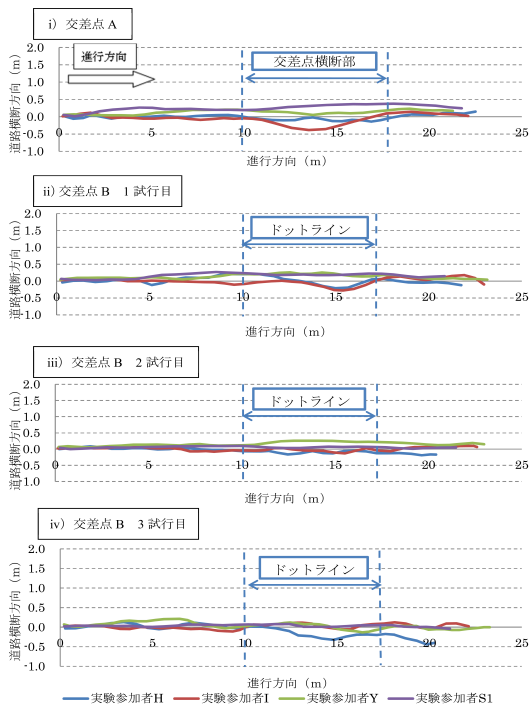 i) 交差点 A
道路横断方向（m）
2.0
1.5
1.0
0.5
0.0
-0.5
-1.0
進行方向
交差点横断部
0 5 10 15 20 25
進行方向（m）
ii) 交差点 B 1 試行目
道路横断方向（m）
2.0
1.5
1.0
0.5
0.0
0.5
1.0
ドットライン
0 5 10 15 20 25
進行方向（m）
iii) 交差点 B 2 試行目
道路横断方向（m）
2.0
1.5
1.0
0.5
0.0
0.5
1.0
ドットライン
0 5 10 15 20 25
進行方向（m）
iv) 交差点 B 3 試行目
道路横断方向（m）
2.0
1.5
1.0
0.5
0.0
-0.5
-1.0
ドットライン
0 5 10 15 20 25
進行方向（m）
実験参加者H 実験参加者I 実験参加者Y 実験参加者S1